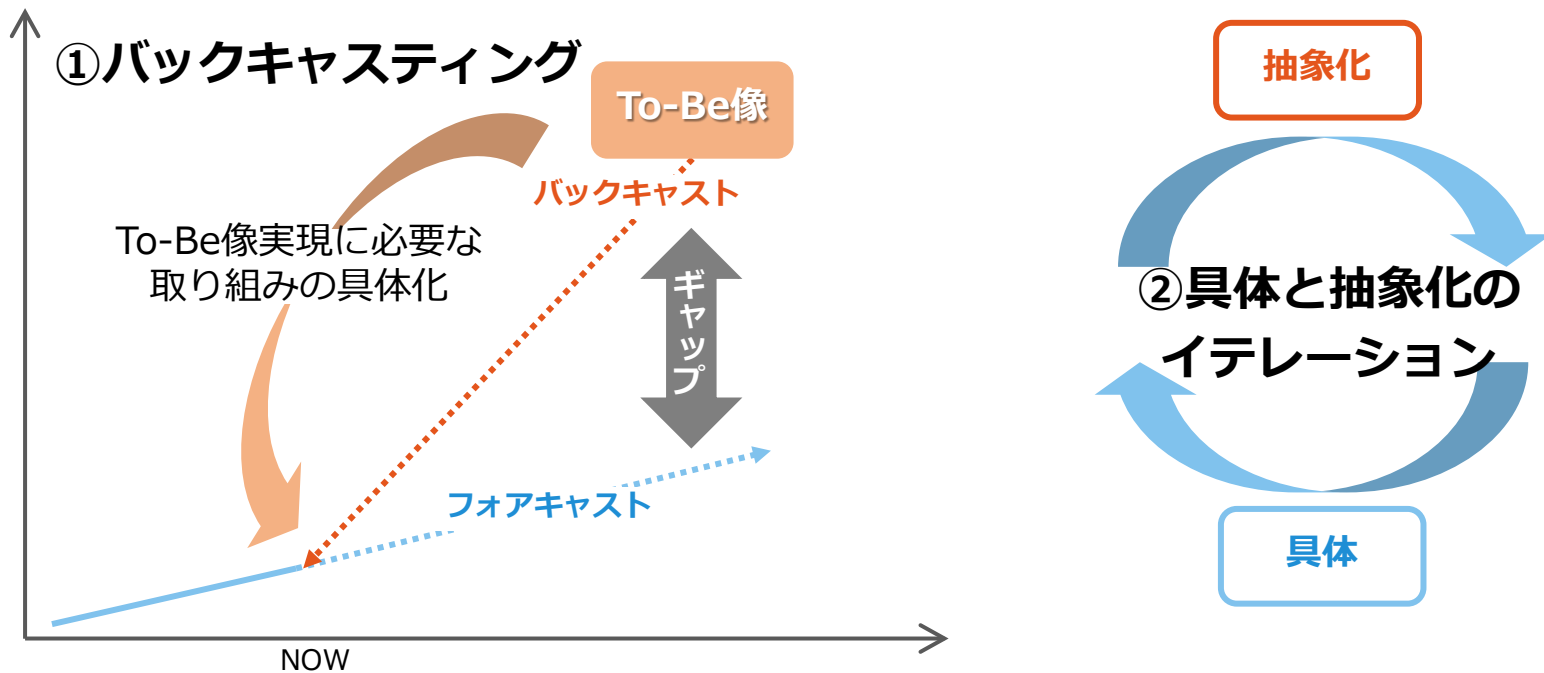 ①バックキャスティング
To-Be像
バックキャスト
To-Be像実現に必要な
取り組みの具体化
ギャップ
フォアキャスト
NOW
抽象化
②具体と抽象化の
イテレーション
具体